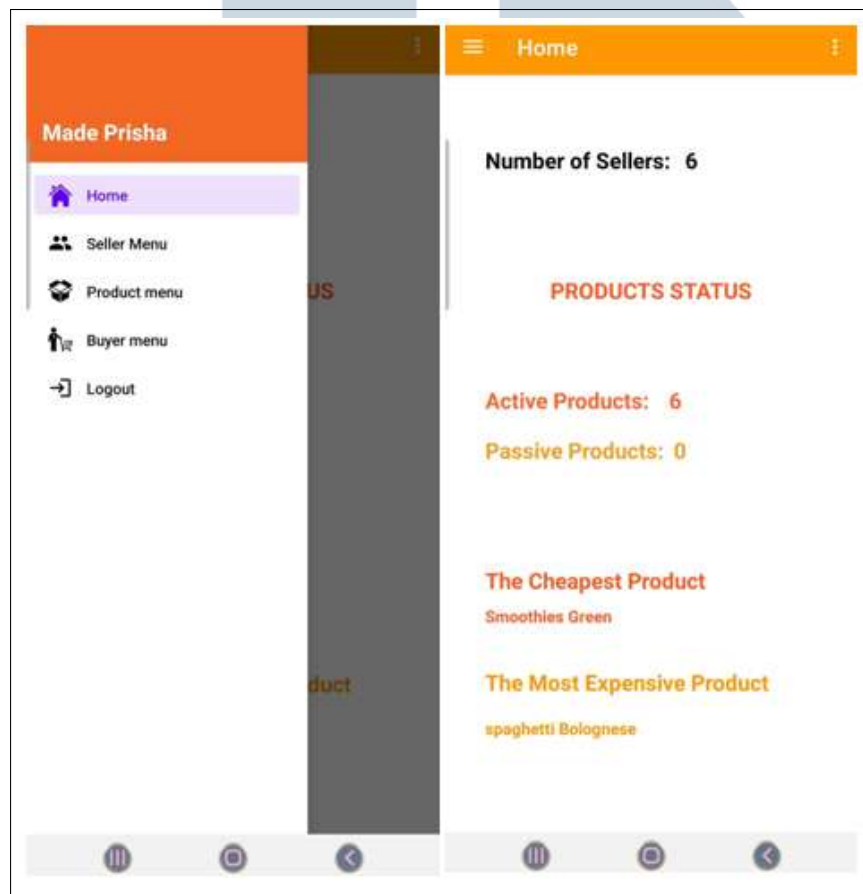 Made Prisha
Home
Seller Menu
Product menu
Buyer menu
Logout
US
duct
Home
Number of Sellers: 6
PRODUCTS STATUS
Active Products: 6
Passive Products: 0
The Cheapest Product
Smoothies Green
The Most Expensive Product
spaghetti Bolognese